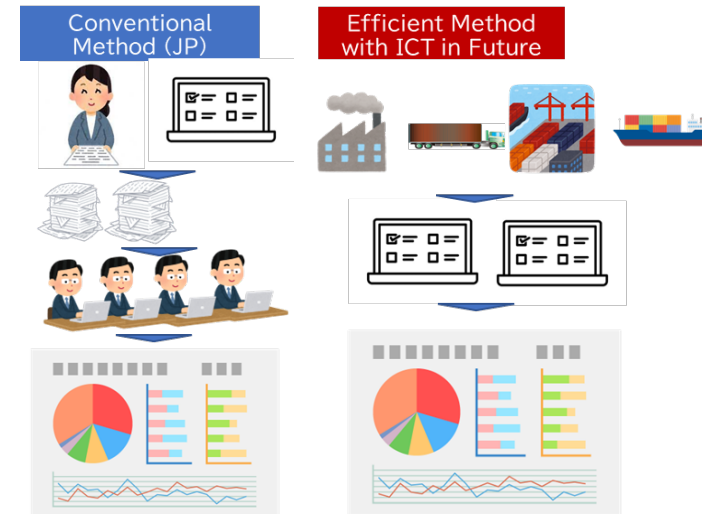 Conventional
Method (JP)
Efficient Method
with ICT in Future